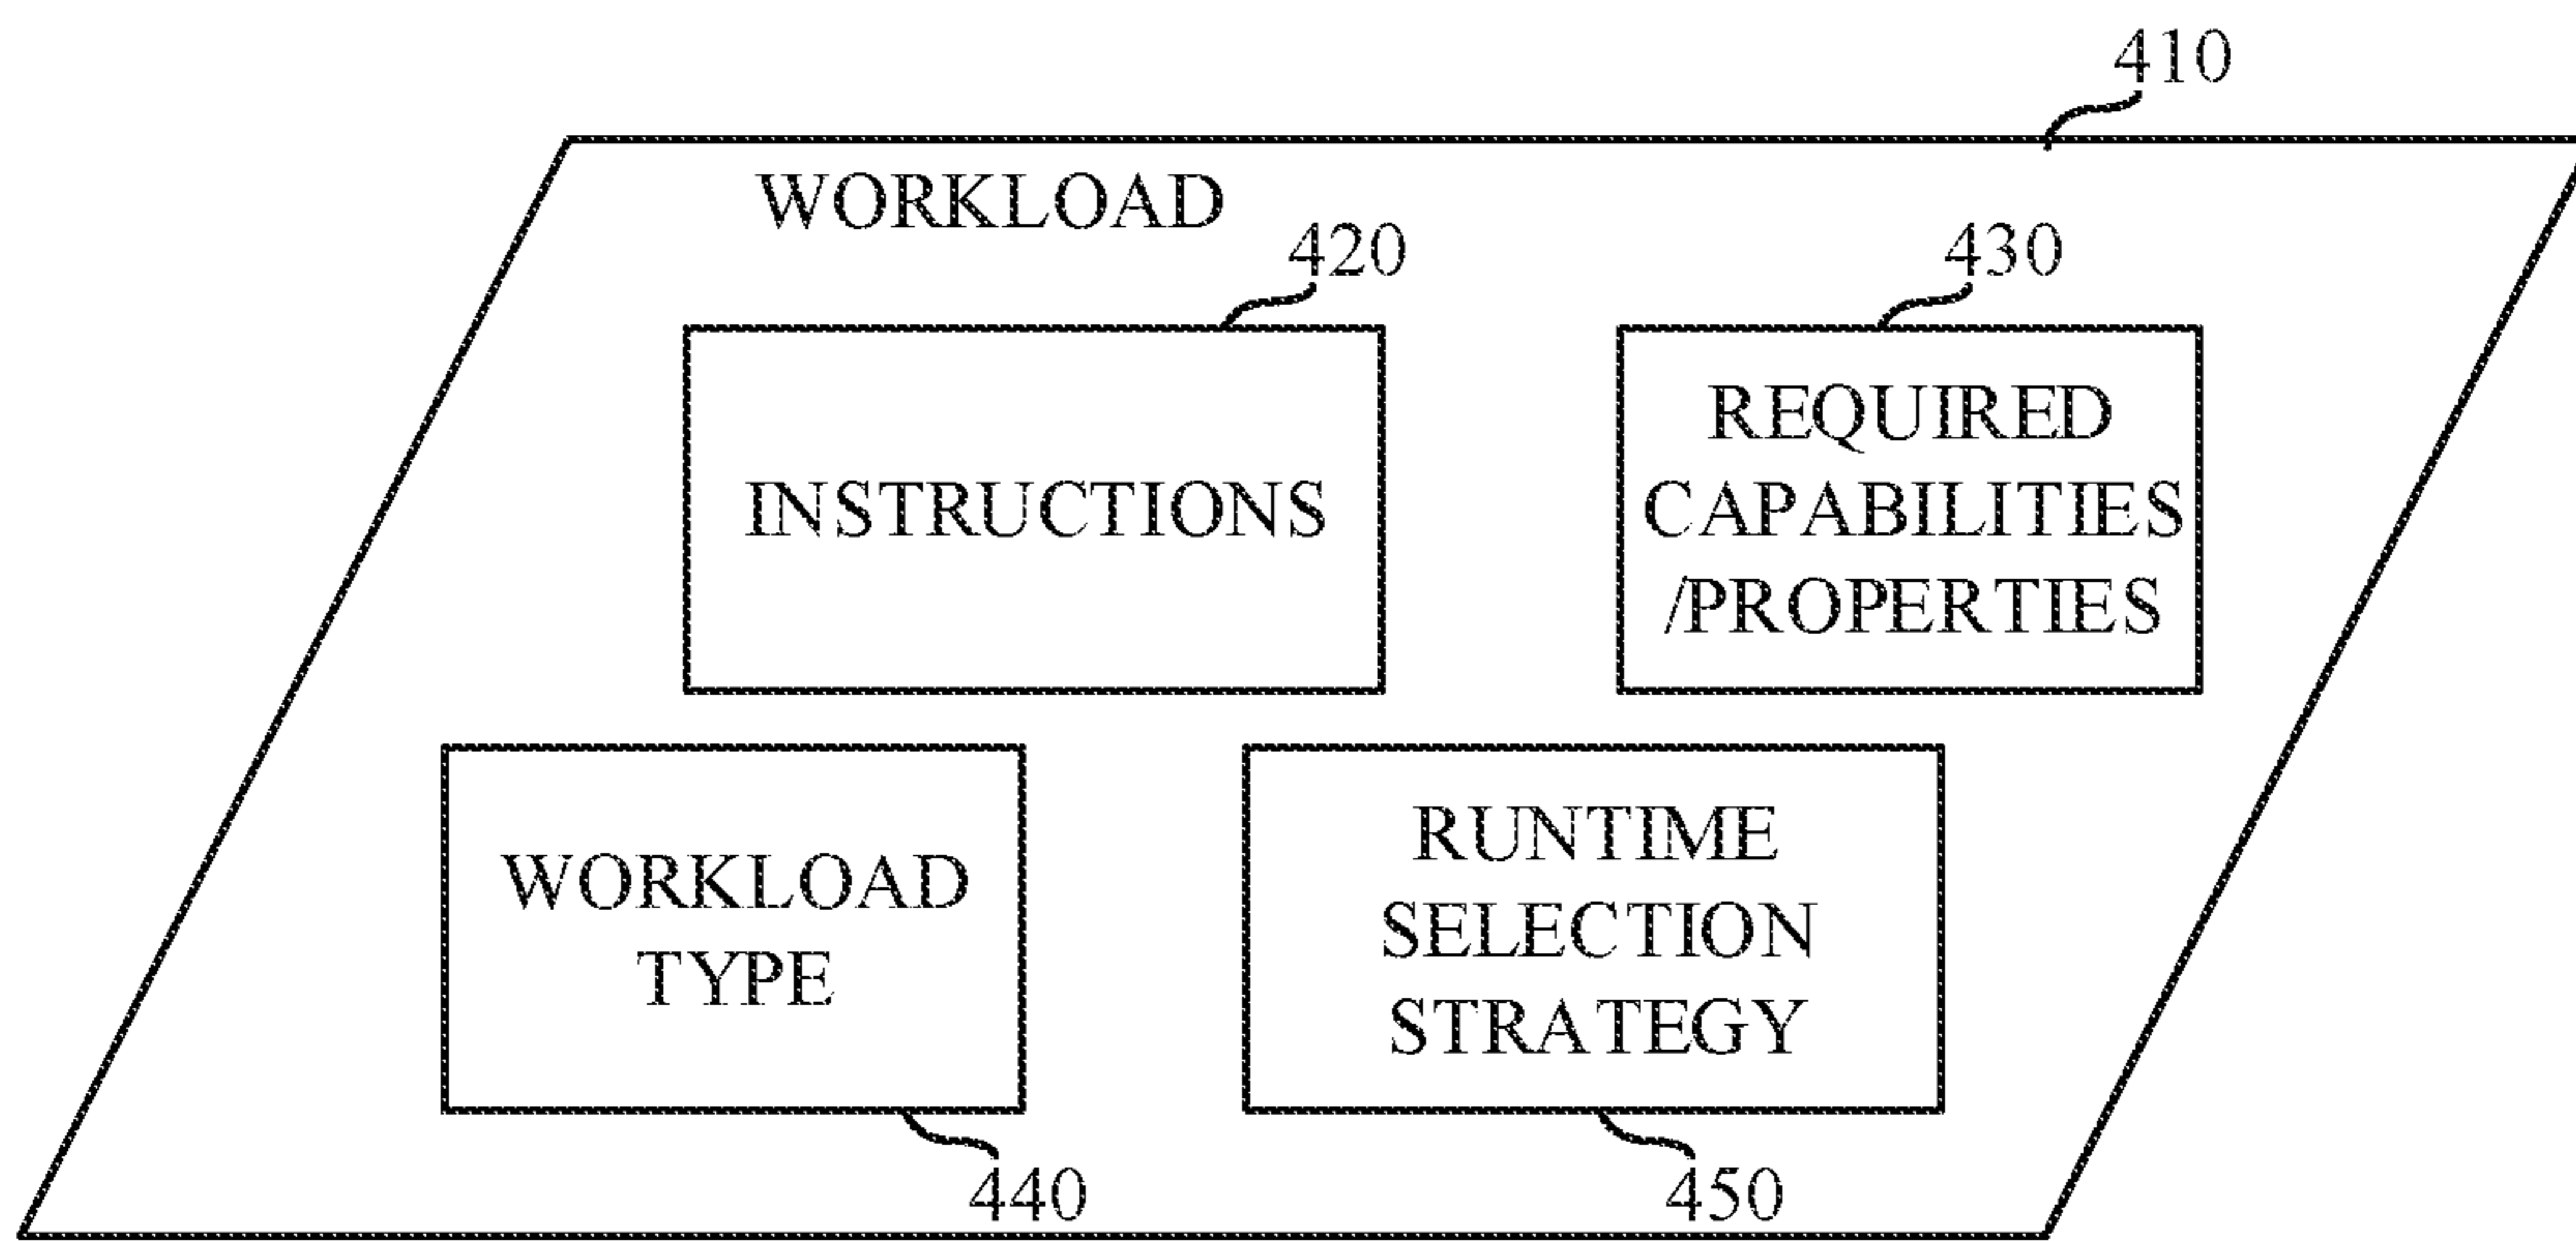 410
WORKLOAD
420
430
INSTRUCTIONS
REQUIRED
CAPABILITIES
/PROPERTIES
WORKLOAD
TYPE
RUNTIME
SELECTION
STRATEGY
440
450